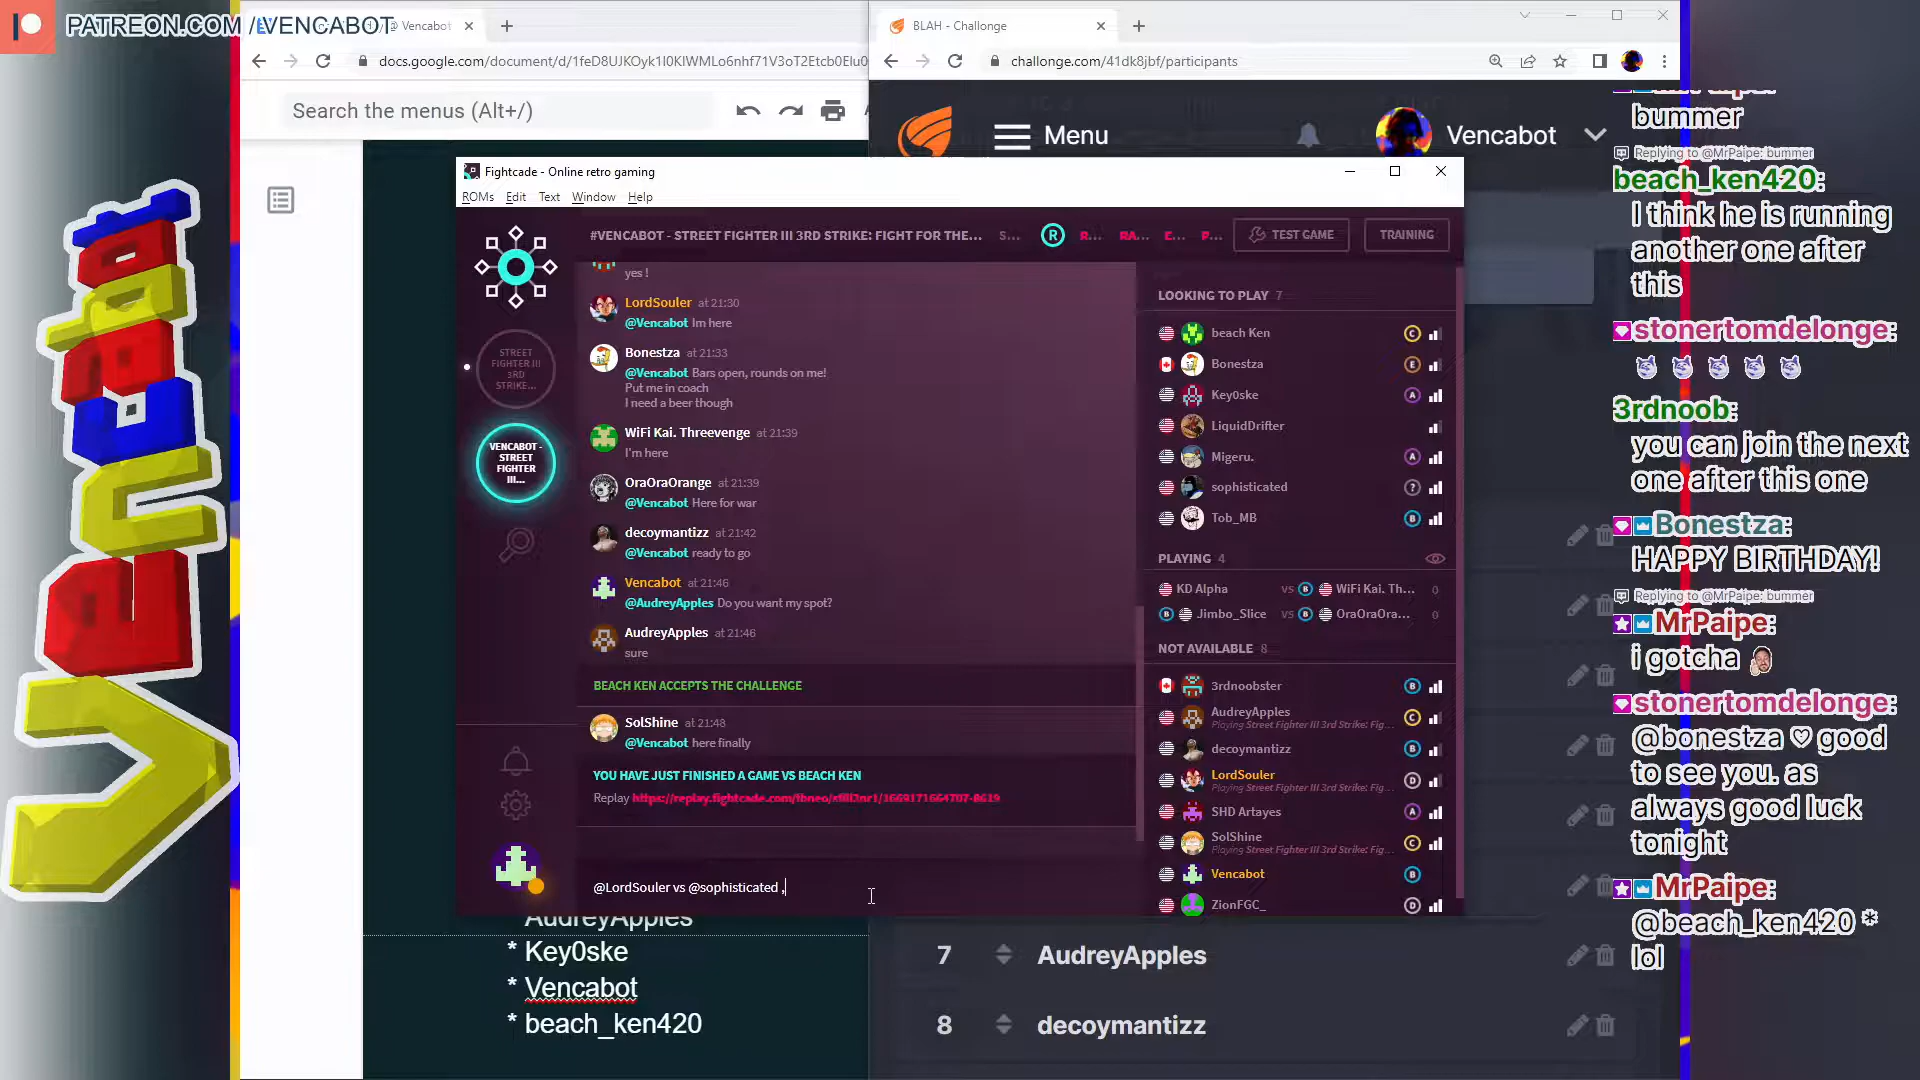 PATREON.COM/VENCABOT
Vencabot
docs.google.com/document/d/1feD8UJKOyk1I0KIWMLo6nhf71V3oT2Etcb0Elu0
Search the menus (Alt+/)
BLAH - Challonge
challonge.com/41dk8jbf/participants
Menu
Vencabot
Fightcade - Online retro gaming
ROMs Edit Text Window Help
#VENCABOT - STREET FIGHTER III 3RD STRIKE: FIGHT FOR THE...
S... R R... RA... E... P...
TEST GAME
TRAINING
STREET
FIGHTER III
3RD
STRIKE...
VENCABOT -
STREET
FIGHTER
III...
yes !
LordSouler at 21:30
@Vencabot Im here
Bonestza at 21:33
@Vencabot Bars open, rounds on me!
Put me in coach
I need a beer though
WiFi Kai. Threevenge at 21:39
I'm here
OraOraOrange at 21:39
@Vencabot Here for war
decoymantizz at 21:42
@Vencabot ready to go
Vencabot at 21:46
@AudreyApples Do you want my spot?
AudreyApples at 21:46
sure
BEACH KEN ACCEPTS THE CHALLENGE
SolShine at 21:48
@Vencabot here finally
YOU HAVE JUST FINISHED A GAME VS BEACH KEN
Replay
@LordSouler vs @sophisticated ,
LOOKING TO PLAY 7
beach Ken C
Bonestza E
Key0ske A
LiquidDrifter
Migeru. A
sophisticated ?
Tob_MB B
PLAYING 4
KD Alpha vs B WiFi Kai. Th... 0
B Jimbo_Slice vs B OraOraOra... 0
NOT AVAILABLE 8
3rdnoobster B
AudreyApples C
Playing Street Fighter III 3rd Strike: Fig...
decoymantizz B
LordSouler D
Playing Street Fighter III 3rd Strike: Fig...
SHD Artayes A
SolShine C
Playing Street Fighter III 3rd Strike: Fig...
Vencabot B
ZionFGC_ D
AudreyApples
* Key0ske
* Vencabot
* beach_ken420
7 AudreyApples
8 decoymantizz
bummer
Replying to @MrPaipe: bummer
beach_ken420:
I think he is running
another one after
this
stonertomdelonge:
3rdnoob:
you can join the next
one after this one
Bonestza:
HAPPY BIRTHDAY!
Replying to @MrPaipe: bummer
MrPaipe:
i gotcha
stonertomdelonge:
@bonestza ♡ good
to see you. as
always good luck
tonight
MrPaipe:
@beach_ken420 *
lol
Vencabot